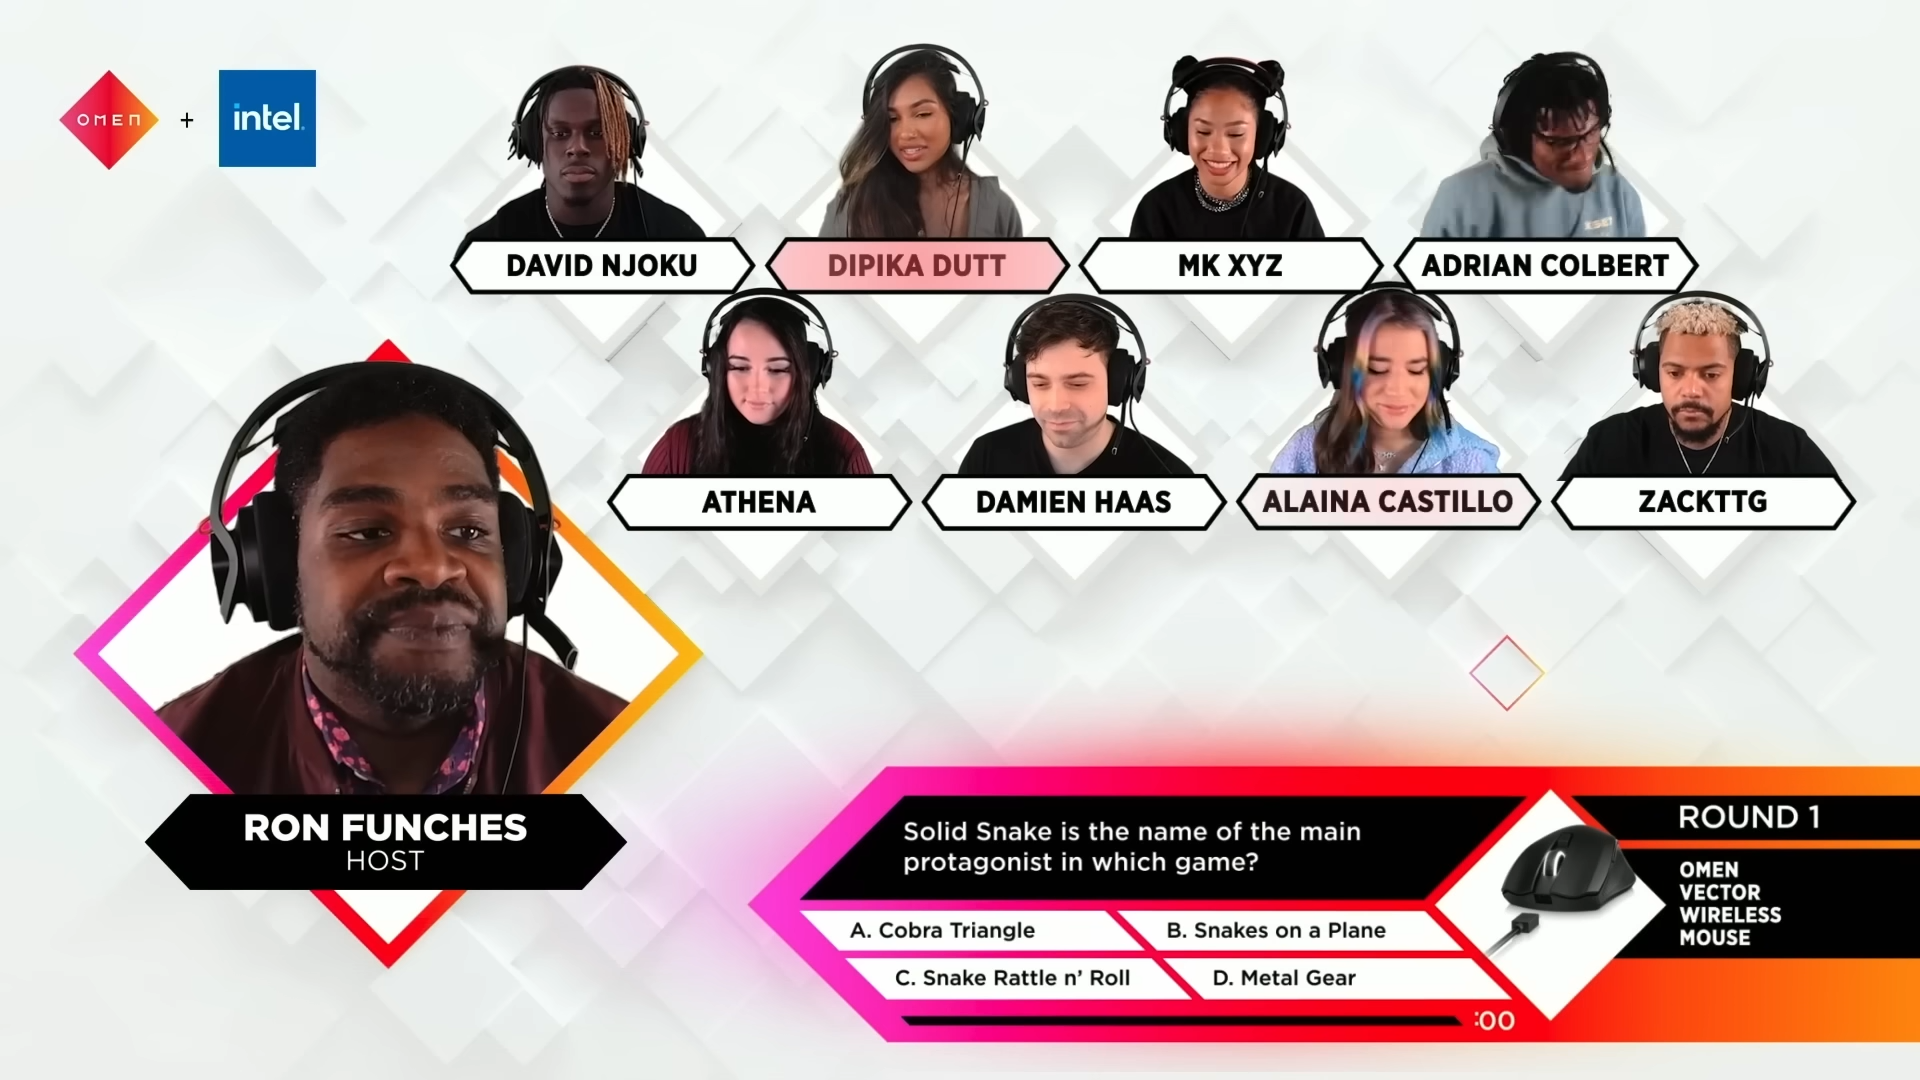 OMEN
+
intel
DAVID NJOKU
DIPIKA DUTT
MK XYZ
ADRIAN COLBERT
ATHENA
DAMIEN HAAS
ALAINA CASTILLO
ZACKTTG
RON FUNCHES
HOST
Solid Snake is the name of the main
protagonist in which game?
A. Cobra Triangle
B. Snakes on a Plane
C. Snake Rattle n’ Roll
D. Metal Gear
:00
ROUND 1
OMEN
VECTOR
WIRELESS
MOUSE